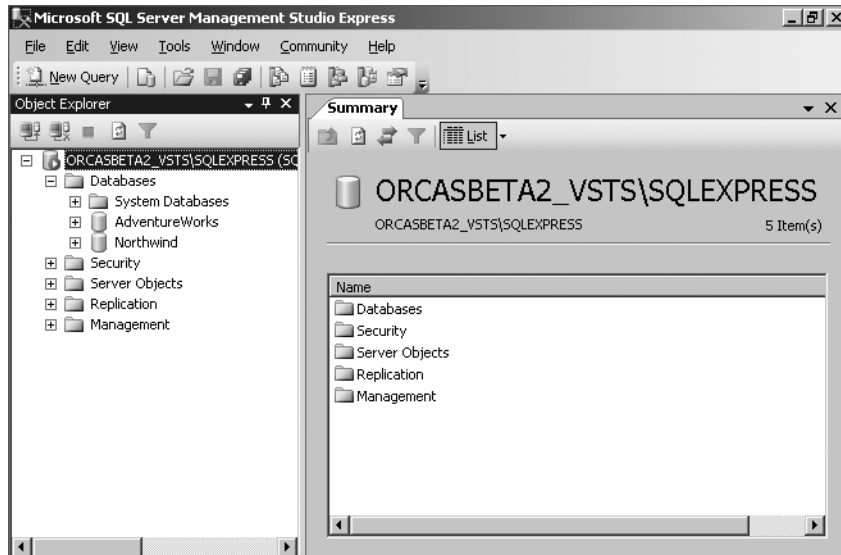 Microsoft SQL Server Management Studio Express
File Edit View Tools Window Community Help
New Query
Object Explorer
ORCASBETA2_VSTS\SQLEXPRESS (SQ
Databases
System Databases
AdventureWorks
Northwind
Security
Server Objects
Replication
Management
Summary
List
ORCASBETA2_VSTS\SQLEXPRESS
ORCASBETA2_VSTS\SQLEXPRESS 5 Item(s)
Name
Databases
Security
Server Objects
Replication
Management